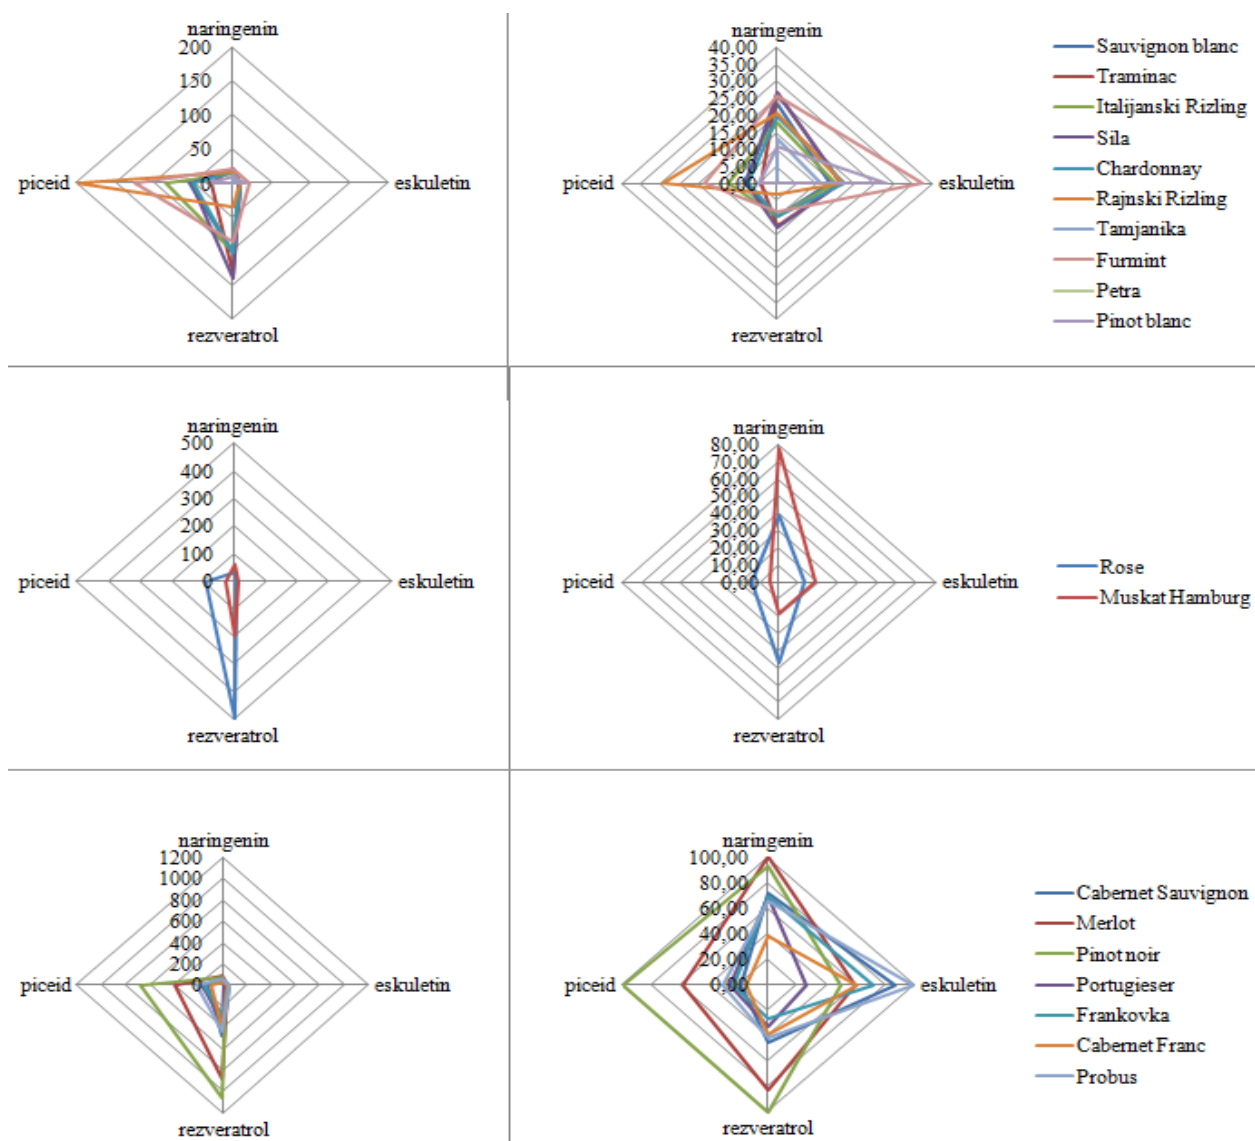 naringenin
200
150
100
50
0
piceid
eskuletin
rezveratrol
naringenin
40,00
35,00
30,00
25,00
20,00
15,00
10,00
5,00
0,00
piceid
eskuletin
rezveratrol
Sauvignon blanc
Traminac
Italijanski Rizling
Sila
Chardonnay
Rajnski Rizling
Tamjanika
Furmint
Petra
Pinot blanc
naringenin
500
400
300
200
100
0
piceid
eskuletin
rezveratrol
naringenin
80,00
70,00
60,00
50,00
40,00
30,00
20,00
10,00
0,00
piceid
eskuletin
rezveratrol
Rose
Muskat Hamburg
naringenin
1200
1000
800
600
400
200
0
piceid
eskuletin
rezveratrol
naringenin
100,00
80,00
60,00
40,00
20,00
0,00
piceid
eskuletin
rezveratrol
Cabernet Sauvignon
Merlot
Pinot noir
Portugieser
Frankovka
Cabernet Franc
Probus